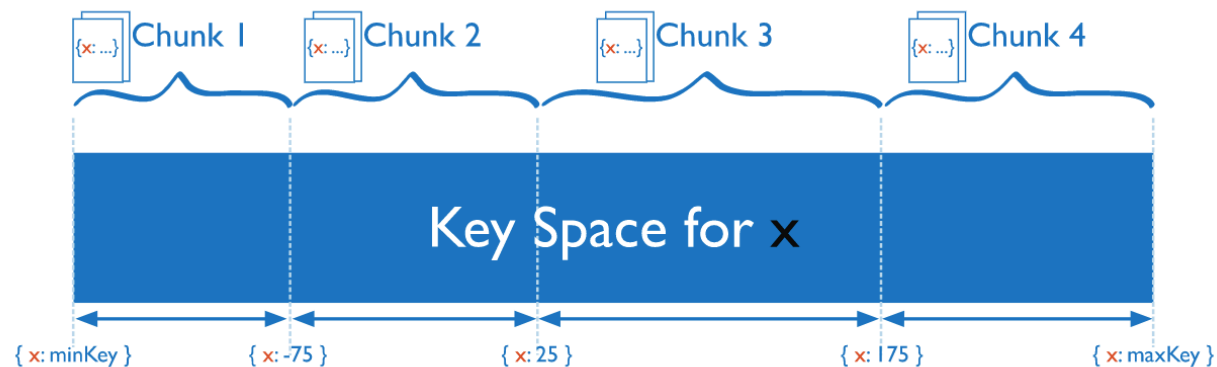 Chunk 1
Chunk 2
Chunk 3
Chunk 4
{x: ...}
{x: ...}
{x: ...}
{x: ...}
Key Space for x
{ x: minKey }
{ x: -75 }
{ x: 25 }
{ x: 175 }
{ x: maxKey }